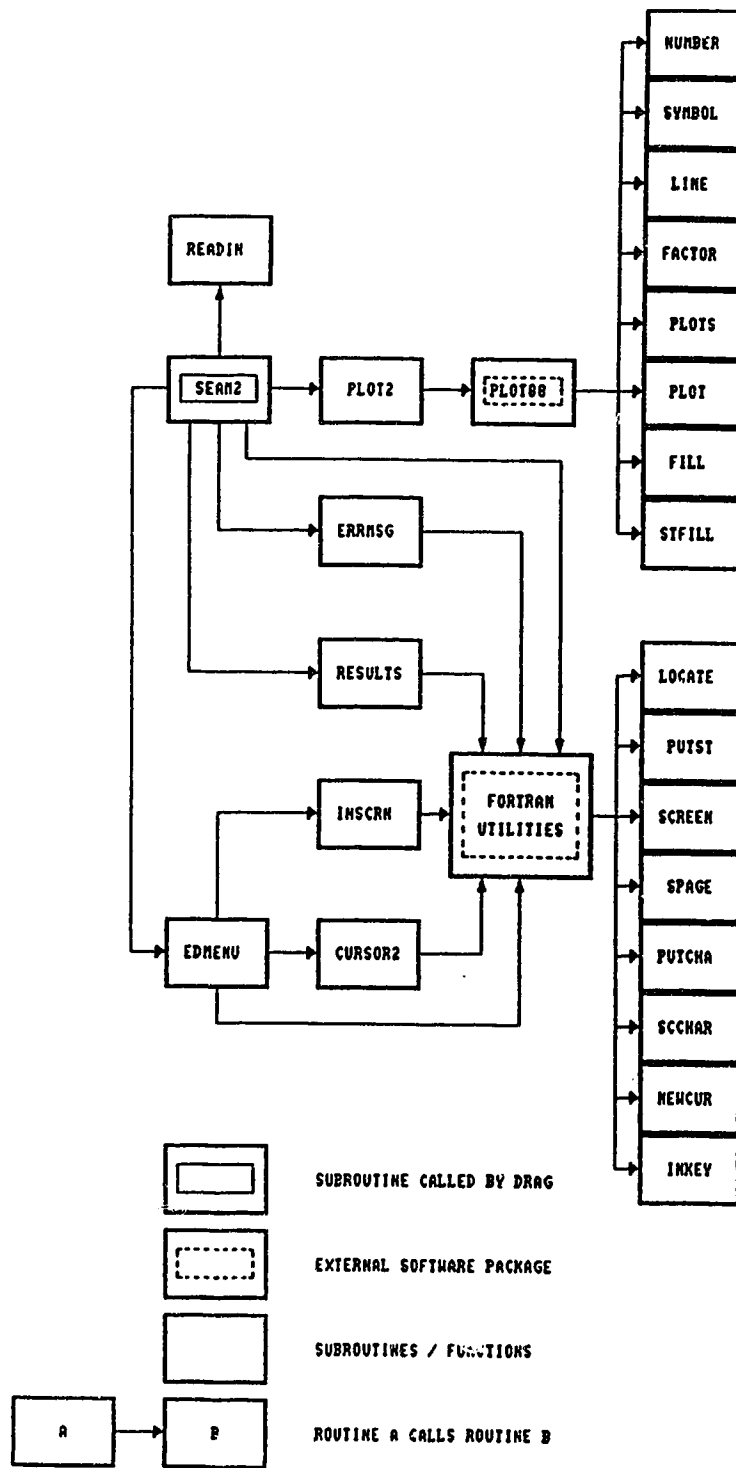 NUMBER
SYMBOL
LINE
FACTOR
PLOTS
PLOT
FILL
STFILL
READIN
SEAM2
PLOT2
PLOT88
ERRMSG
RESULTS
INSCRN
FORTRAN
UTILITIES
EDMENU
CURSOR2
LOCATE
PUTST
SCREEN
SPAGE
PUTCHA
SCCHAR
NEWCUR
INKEY
SUBROUTINE CALLED BY DRAG
EXTERNAL SOFTWARE PACKAGE
SUBROUTINES / FUNCTIONS
A
B
ROUTINE A CALLS ROUTINE B